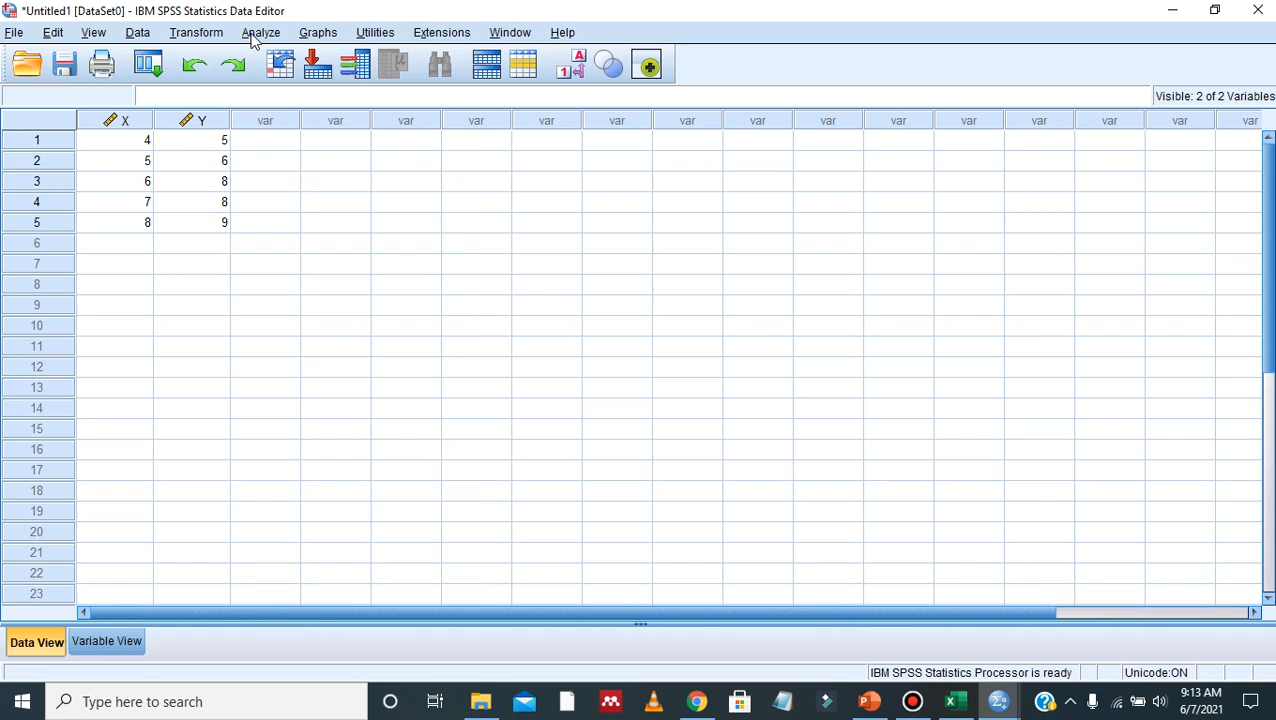 *Untitled1 [DataSet0] - IBM SPSS Statistics Data Editor
File Edit View Data Transform Analyze Graphs Utilities Extensions Window Help
Visible: 2 of 2 Variables
X Y var var var var var var var var var var var var var var var
1 4 5
2 5 6
3 6 8
4 7 8
5 8 9
6
7
8
9
10
11
12
13
14
15
16
17
18
19
20
21
22
23
Data View Variable View
IBM SPSS Statistics Processor is ready Unicode:ON
Type here to search
9:13 AM
6/7/2021